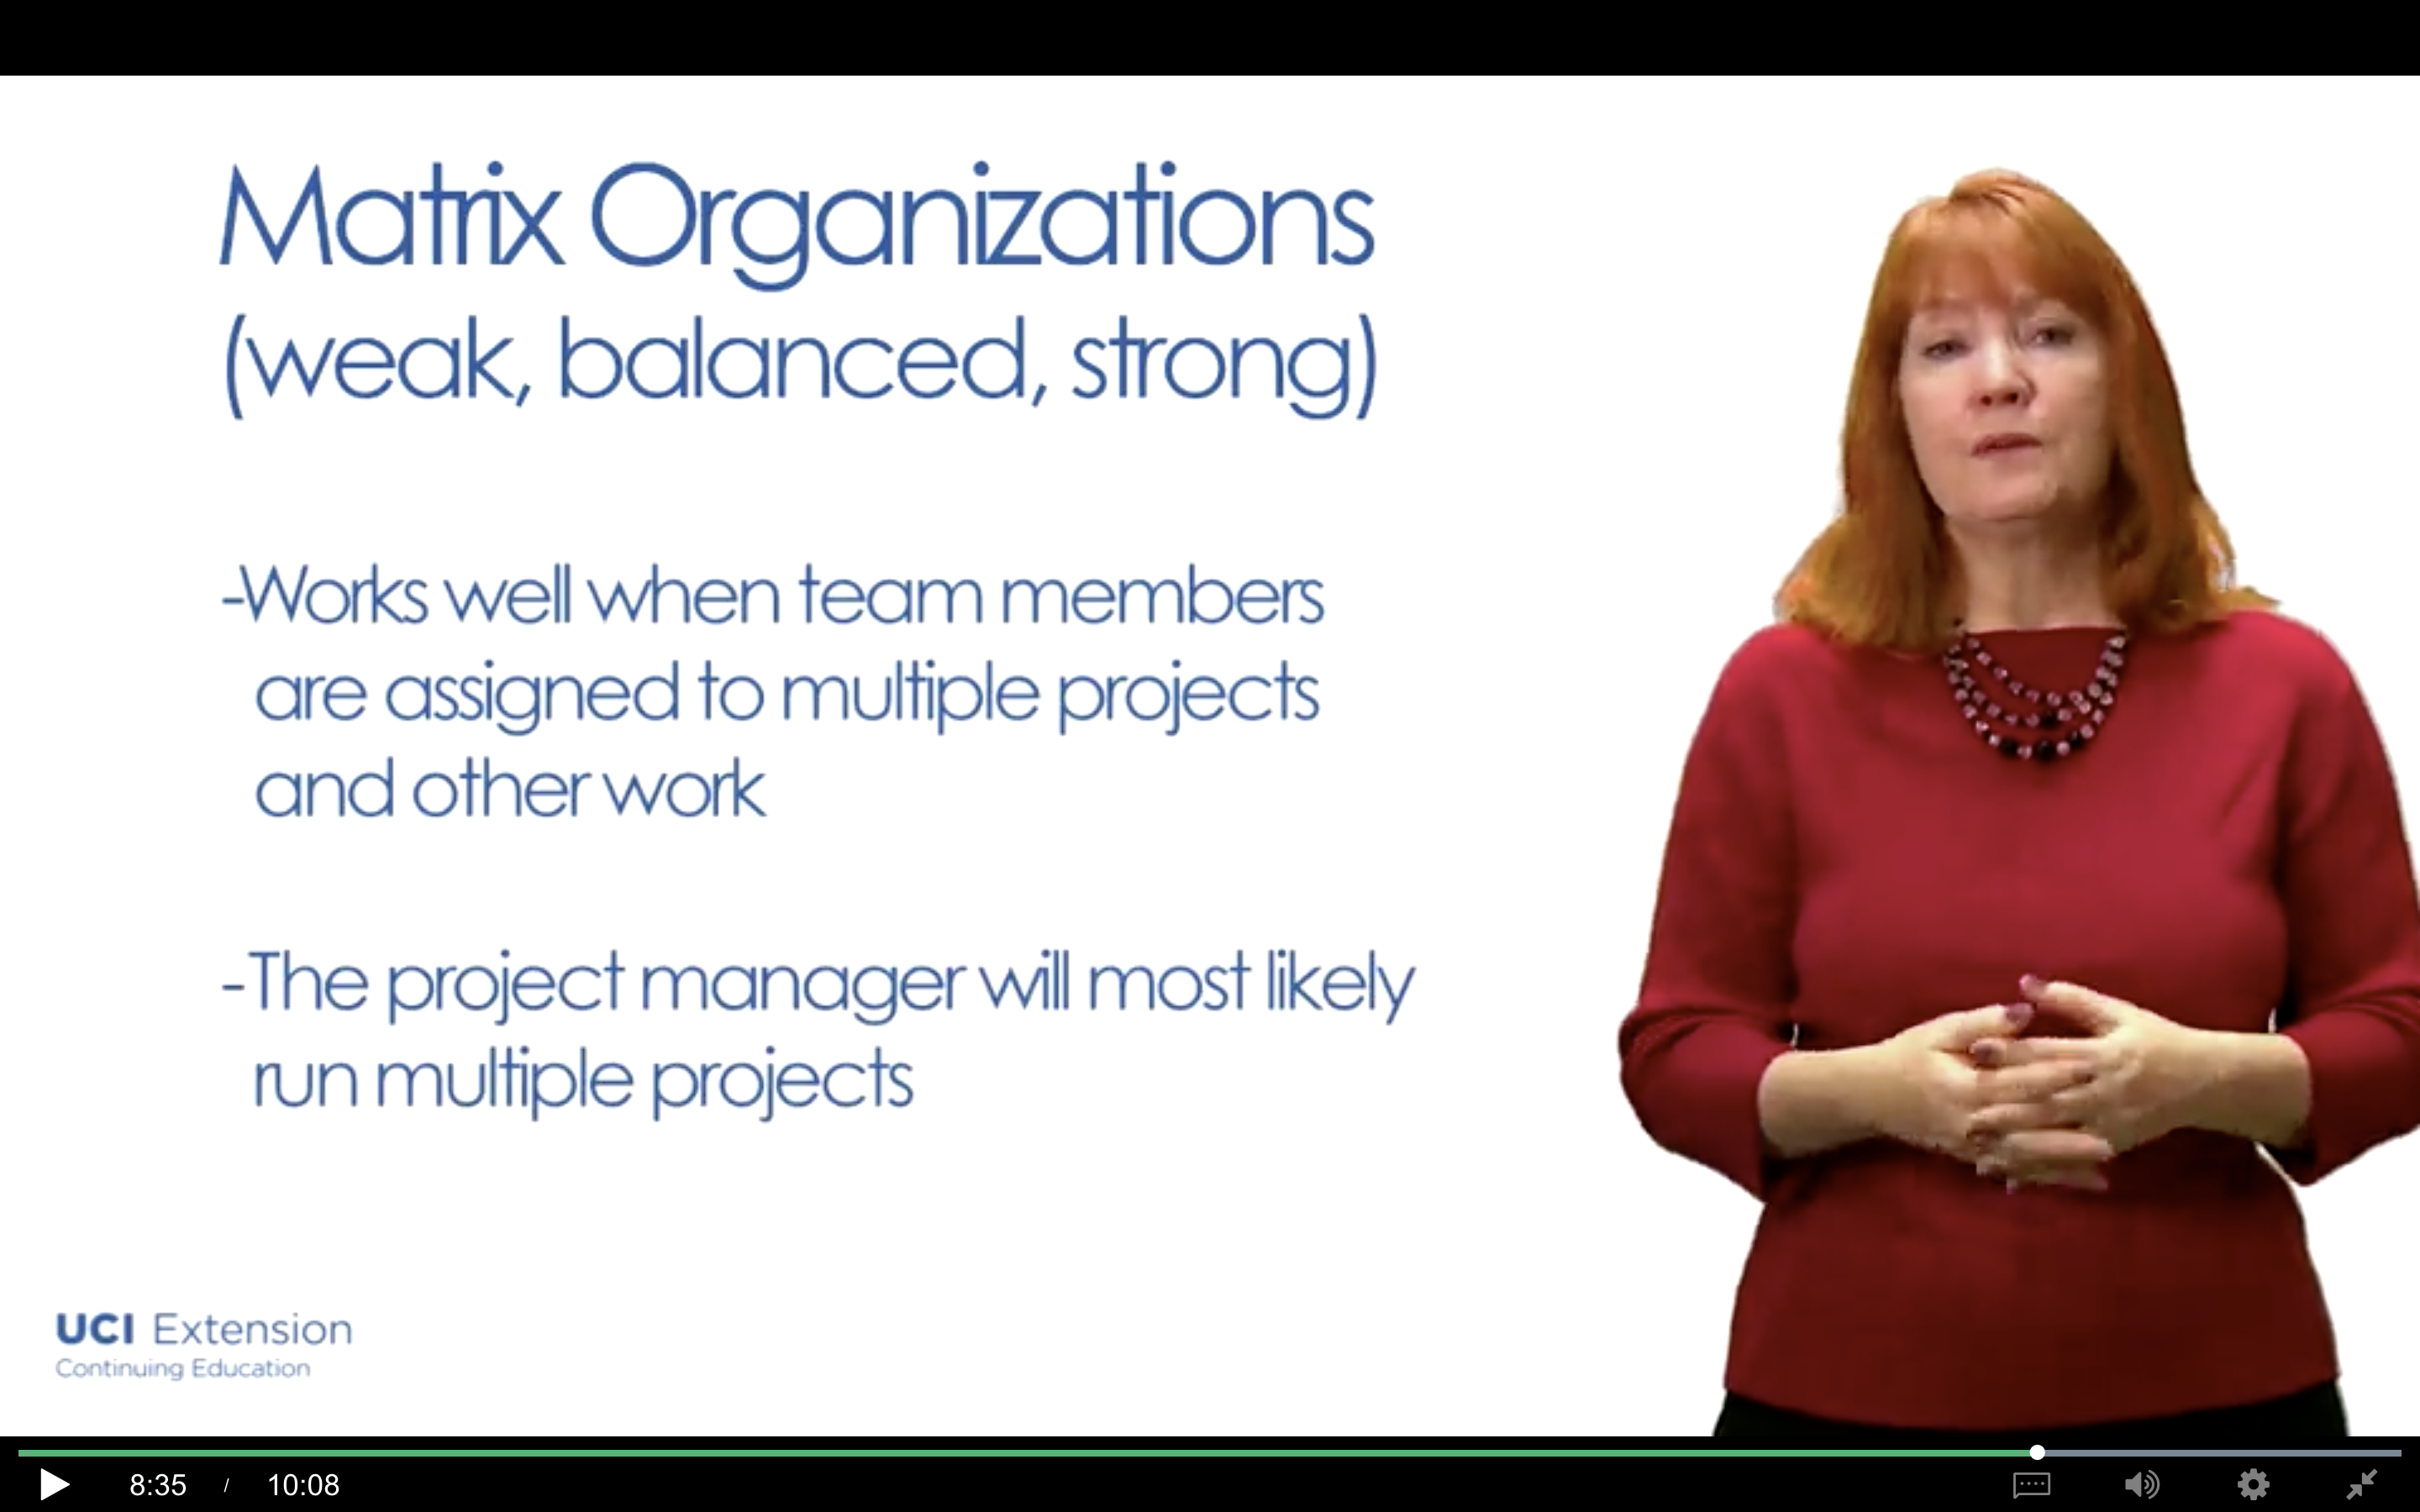 Matrix Organizations
(weak, balanced, strong)
-Works well when team members
are assigned to multiple projects
and other work
-The project manager will most likely
run multiple projects
UCI Extension
Continuing Education
8:35 / 10:08